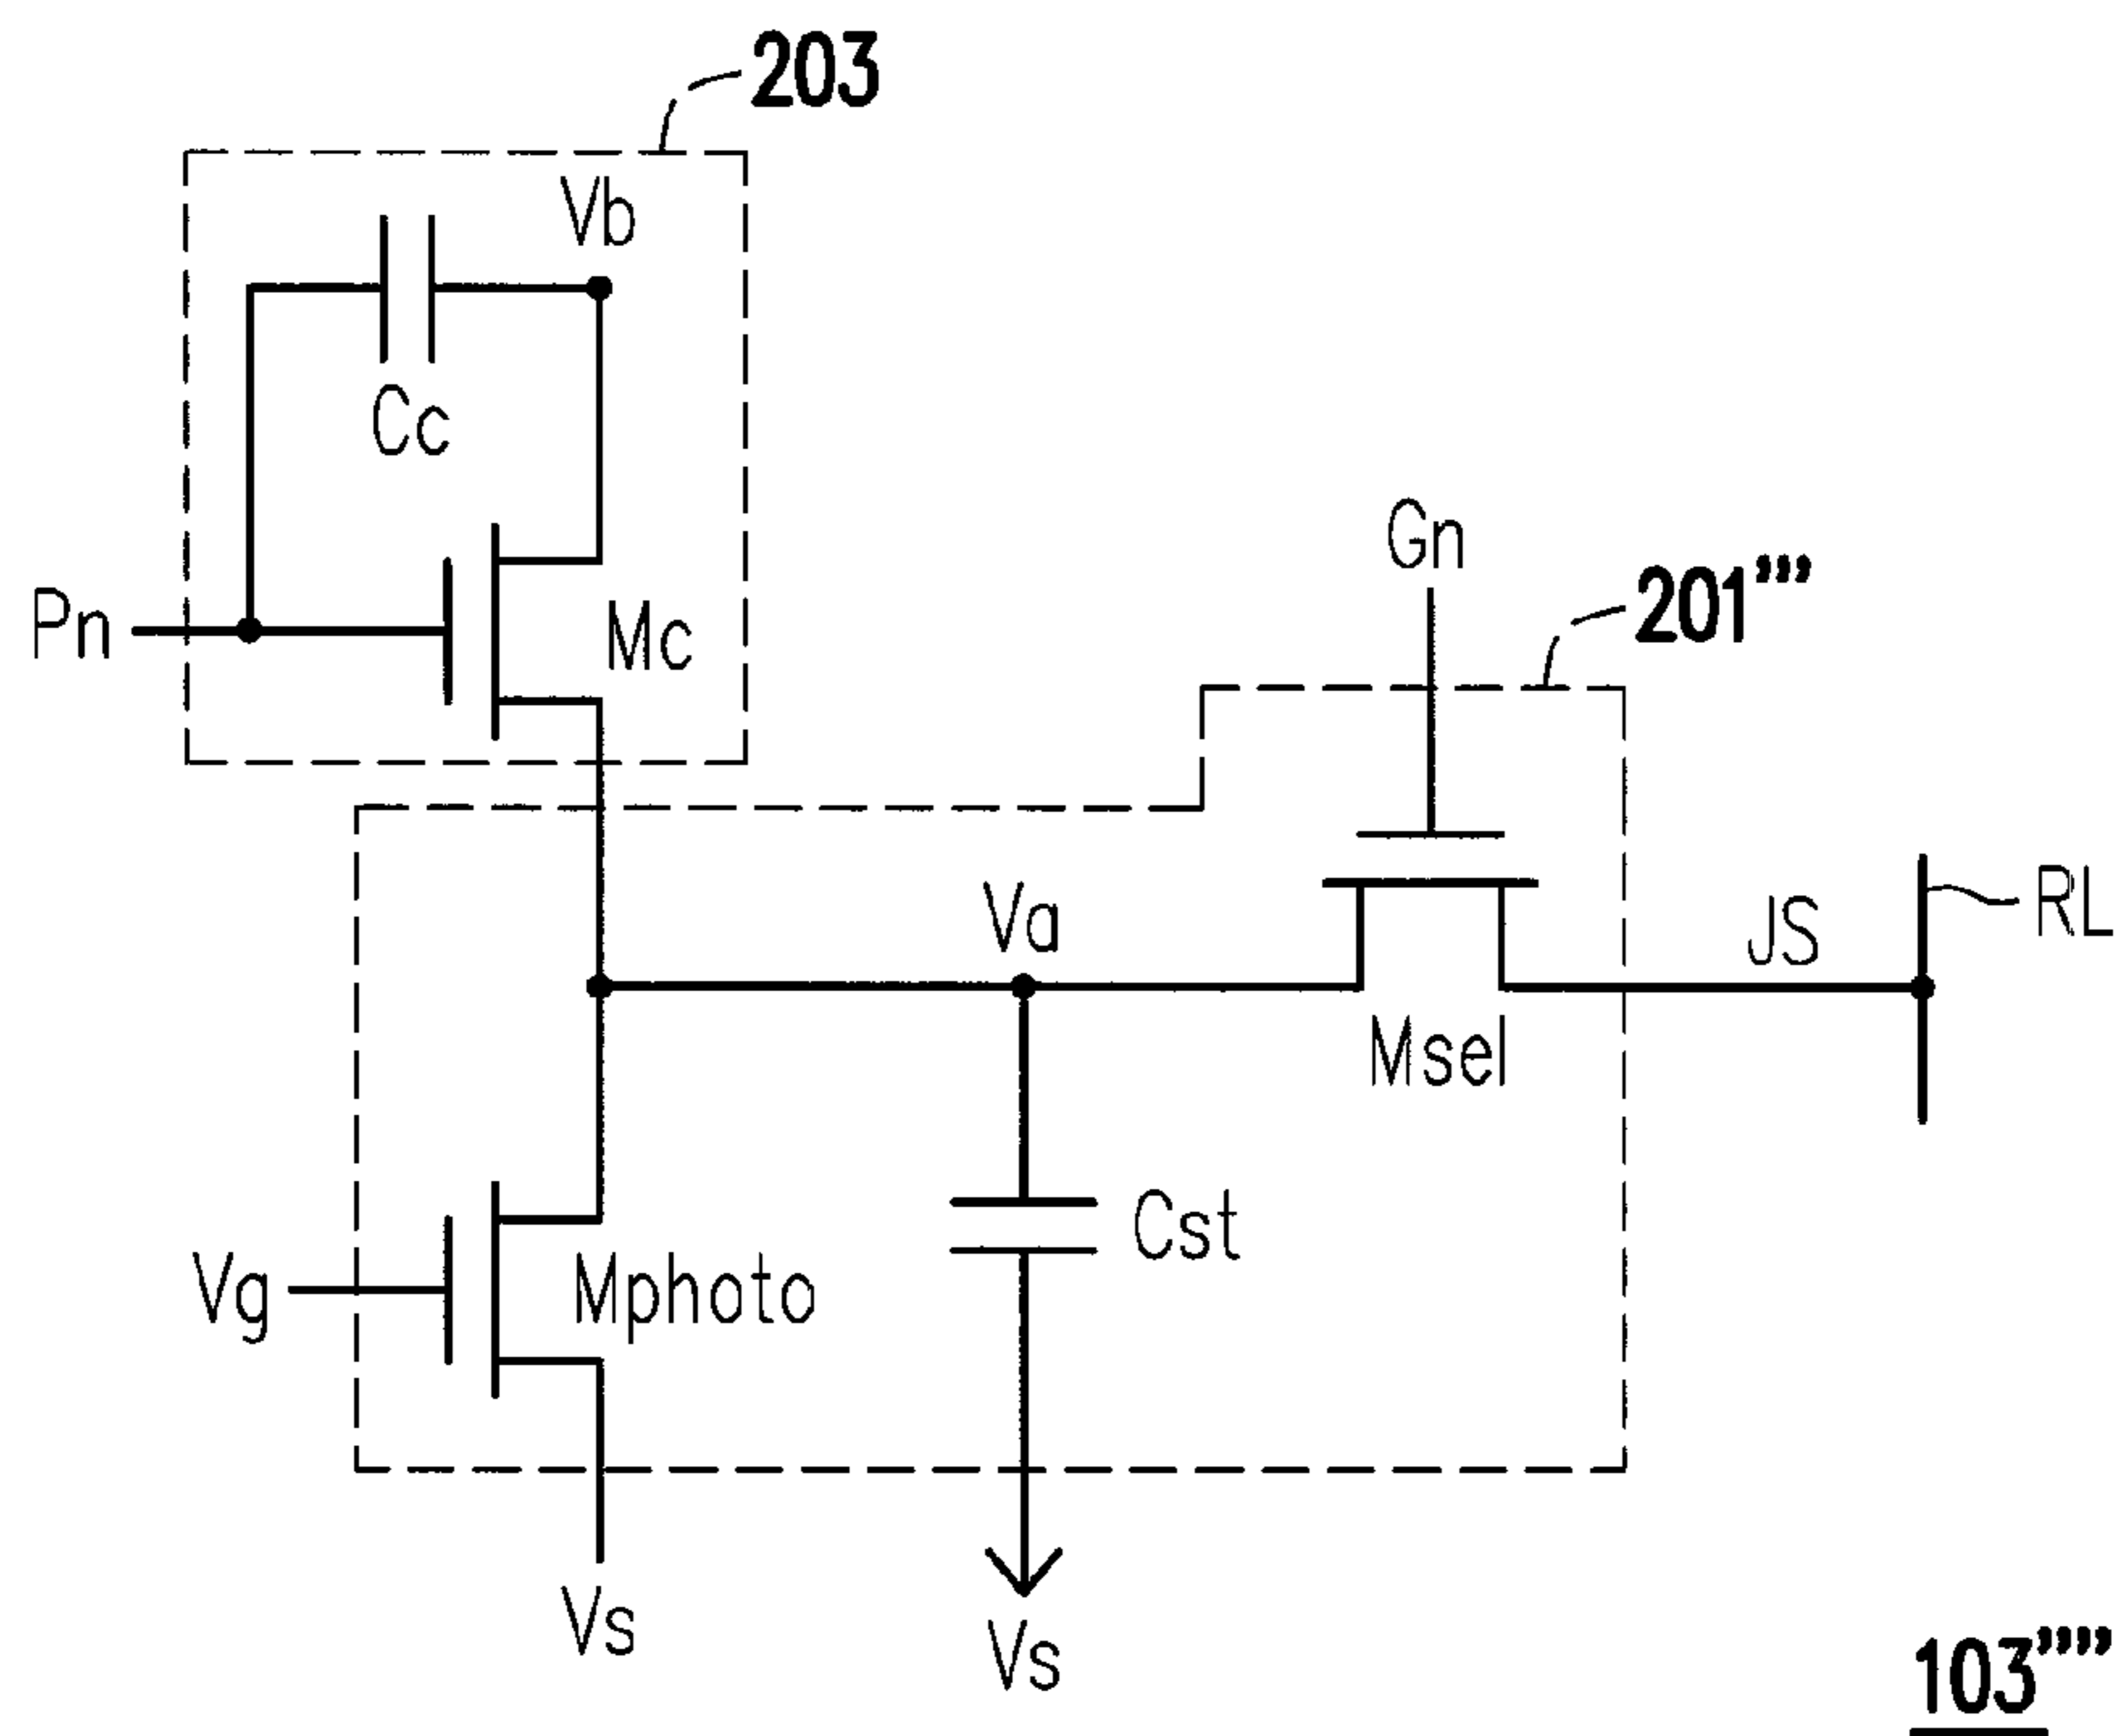 203
Vb
Cc
Pn
Mc
Gn
201'''
Va
JS
RL
Msel
Cst
Vg
Mphoto
Vs
Vs
103''''